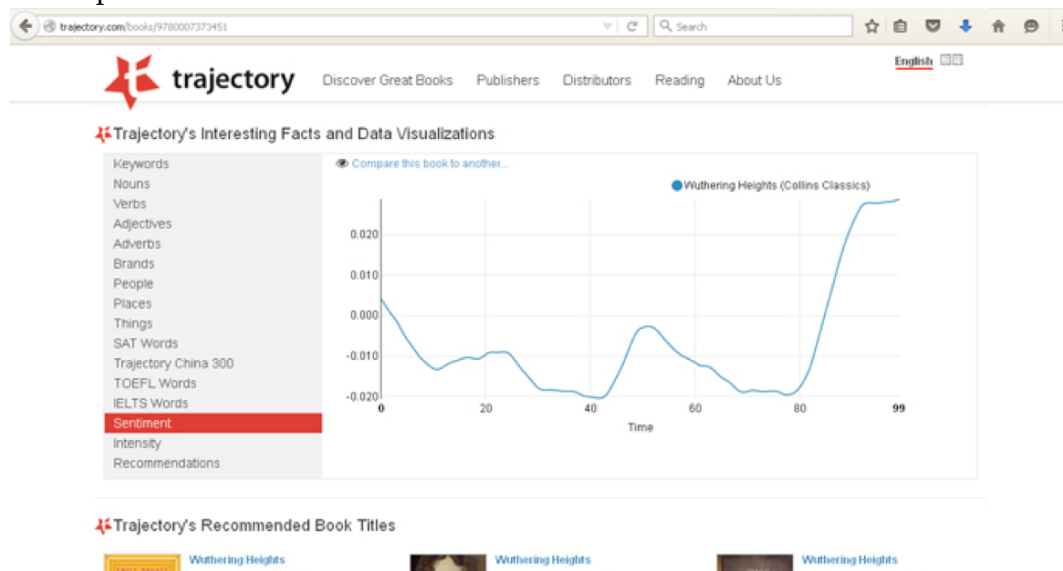 trajectory.com/books/9780007373451
Search
trajectory
Discover Great Books Publishers Distributors Reading About Us
English
Trajectory's Interesting Facts and Data Visualizations
Keywords
Nouns
Verbs
Adjectives
Adverbs
Brands
People
Places
Things
SAT Words
Trajectory China 300
TOEFL Words
IELTS Words
Sentiment
Intensity
Recommendations
Compare this book to another...
Wuthering Heights (Collins Classics)
0.020
0.010
0.000
-0.010
-0.020
0 20 40 60 80 99
Time
Trajectory's Recommended Book Titles
Wuthering Heights Wuthering Heights Wuthering Heights